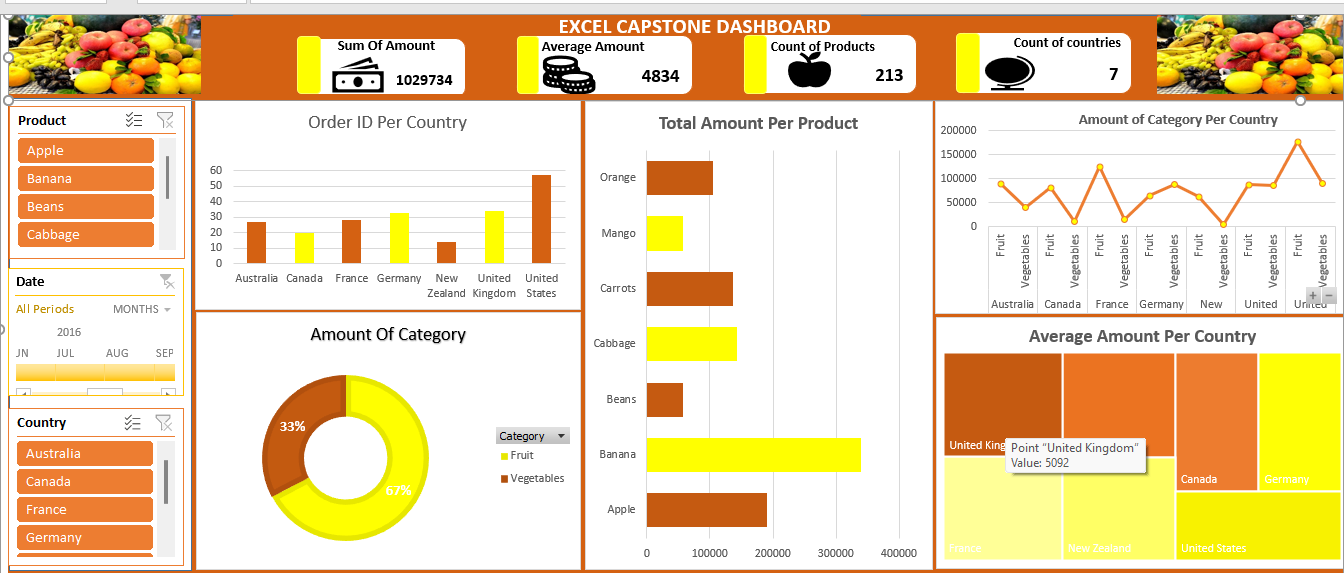 EXCEL CAPSTONE DASHBOARD
Sum Of Amount
1029734
Average Amount
4834
Count of Products
213
Count of countries
7
Product
Apple
Banana
Beans
Cabbage
Date
All Periods
MONTHS
2016
JN
JUL
AUG
SEP
Country
Australia
Canada
France
Germany
Order ID Per Country
60
50
40
30
20
10
0
Australia
Canada
France
Germany
New
Zealand
United
Kingdom
United
States
Amount Of Category
33%
67%
Category
Fruit
Vegetables
Total Amount Per Product
Orange
Mango
Carrots
Cabbage
Beans
Banana
Apple
0 100000 200000 300000 400000
Amount of Category Per Country
200000
150000
100000
50000
0
Fruit Vegetables Fruit Vegetables Fruit Vegetables Fruit Vegetables Fruit Vegetables Fruit Vegetables Fruit Vegetables
Australia Canada France Germany New United United
Average Amount Per Country
United King
Point "United Kingdom"
Value: 5092
Canada
Germany
France
New Zealand
United States